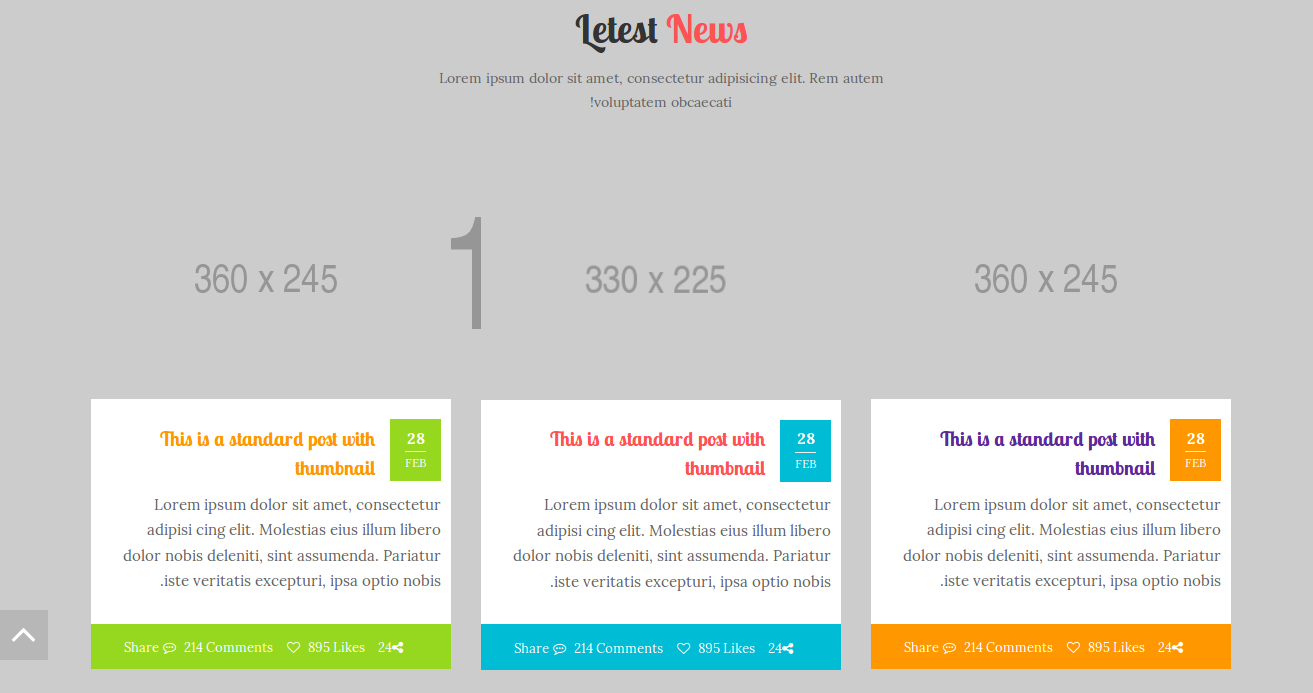 Letest News
Lorem ipsum dolor sit amet, consectetur adipisicing elit. Rem autem
!voluptatem obcaecati
360 x 245
1
330 x 225
360 x 245
This is a standard post with
thumbnail
28
FEB
Lorem ipsum dolor sit amet, consectetur
adipisi cing elit. Molestias eius illum libero
dolor nobis deleniti, sint assumenda. Pariatur
.iste veritatis excepturi, ipsa optio nobis
Share 214 Comments 895 Likes 24
This is a standard post with
thumbnail
28
FEB
Lorem ipsum dolor sit amet, consectetur
adipisi cing elit. Molestias eius illum libero
dolor nobis deleniti, sint assumenda. Pariatur
.iste veritatis excepturi, ipsa optio nobis
Share 214 Comments 895 Likes 24
This is a standard post with
thumbnail
28
FEB
Lorem ipsum dolor sit amet, consectetur
adipisi cing elit. Molestias eius illum libero
dolor nobis deleniti, sint assumenda. Pariatur
.iste veritatis excepturi, ipsa optio nobis
Share 214 Comments 895 Likes 24